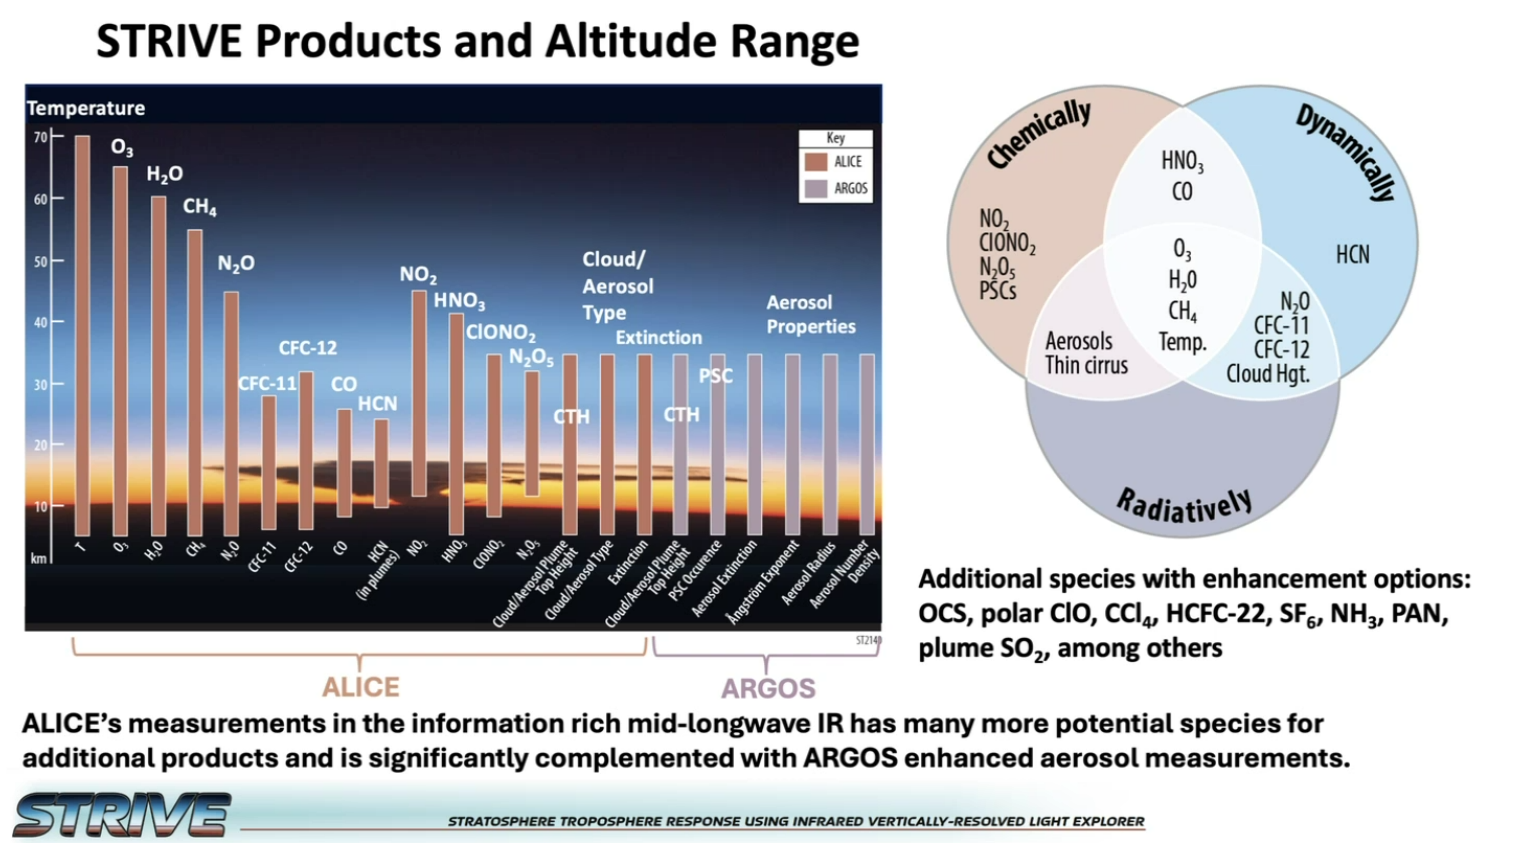 STRIVE Products and Altitude Range
Temperature
70
60
50
40
30
20
10
km
O₃
H₂O
CH₄
N₂O
CFC-11
CFC-12
CO
HCN
NO₂
HNO₃
ClONO₂
N₂O₅
Cloud/
Aerosol
Type
Extinction
CTH
CTH
PSC
Aerosol
Properties
Key
ALICE
ARGOS
T
O₃
H₂O
CH₄
N₂O
CFC-11
CFC-12
CO
HCN
(in plumes)
NO₂
HNO₃
ClONO₂
N₂O₅
Cloud/Aerosol Plume
Top Height
Cloud/Aerosol Type
Extinction
Cloud/Aerosol Plume
Top Height
PSC Occurence
Aerosol Extinction
Ångström Exponent
Aerosol Radius
Aerosol Number
Density
ST2140
ALICE
ARGOS
Chemically
Dynamically
Radiatively
HNO₃
CO
NO₂
ClONO₂
N₂O₅
PSCs
HCN
O₃
H₂O
CH₄
Temp.
N₂O
CFC-11
CFC-12
Cloud Hgt.
Aerosols
Thin cirrus
Additional species with enhancement options:
OCS, polar ClO, CCl₄, HCFC-22, SF₆, NH₃, PAN,
plume SO₂, among others
ALICE’s measurements in the information rich mid-longwave IR has many more potential species for
additional products and is significantly complemented with ARGOS enhanced aerosol measurements.
STRIVE
STRATOSPHERE TROPOSPHERE RESPONSE USING INFRARED VERTICALLY-RESOLVED LIGHT EXPLORER